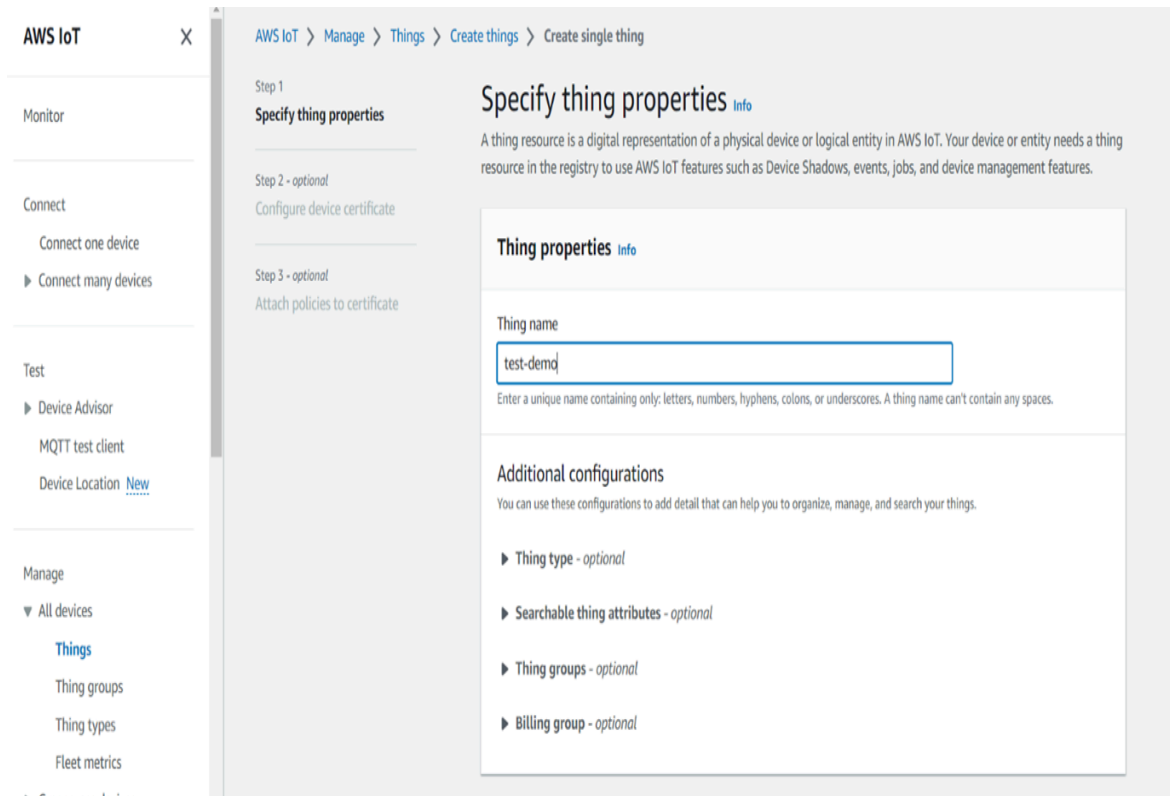 AWS IoT X
Monitor
Connect
Connect one device
Connect many devices
Test
Device Advisor
MQTT test client
Device Location New
Manage
All devices
Things
Thing groups
Thing types
Fleet metrics
AWS IoT > Manage > Things > Create things > Create single thing
Step 1
Specify thing properties
Step 2 - optional
Configure device certificate
Step 3 - optional
Attach policies to certificate
Specify thing properties Info
A thing resource is a digital representation of a physical device or logical entity in AWS IoT. Your device or entity needs a thing
resource in the registry to use AWS IoT features such as Device Shadows, events, jobs, and device management features.
Thing properties Info
Thing name
test-demo
Enter a unique name containing only: letters, numbers, hyphens, colons, or underscores. A thing name can't contain any spaces.
Additional configurations
You can use these configurations to add detail that can help you to organize, manage, and search your things.
Thing type - optional
Searchable thing attributes - optional
Thing groups - optional
Billing group - optional